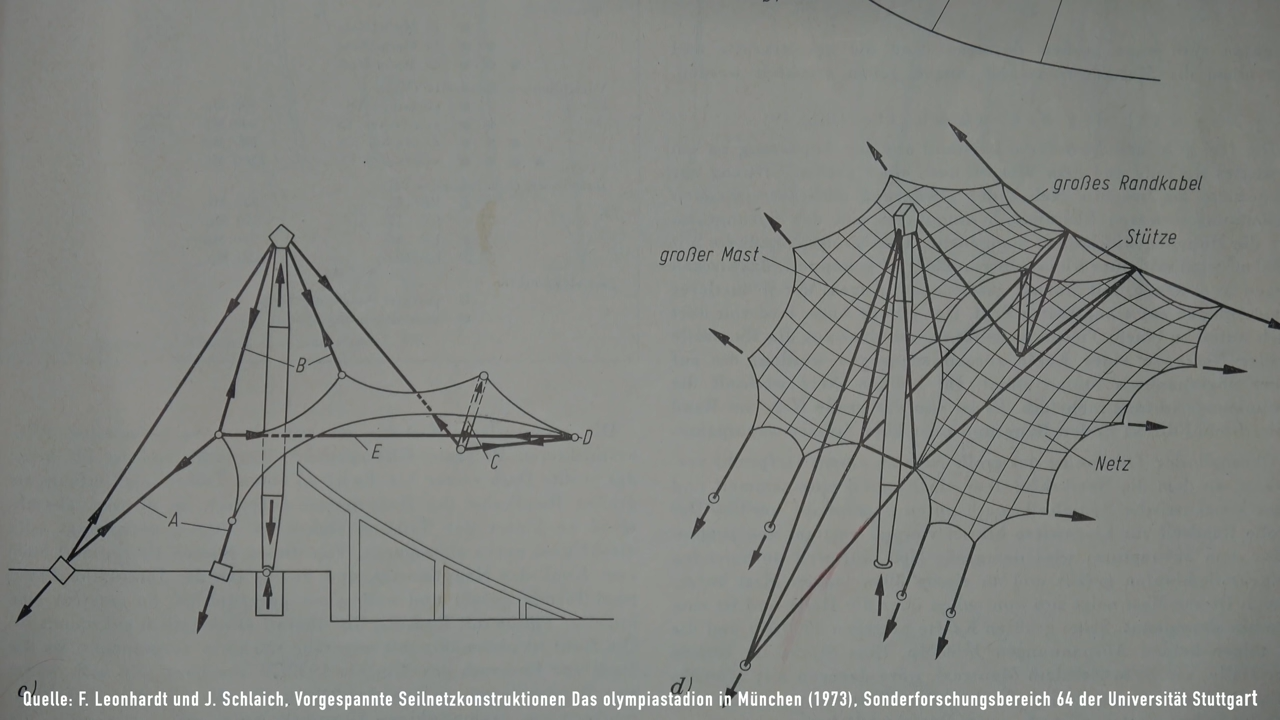 großes Randkabel
Stütze
großer Mast
B
D
E
C
Netz
A
c)
d)
Quelle: F. Leonhardt und J. Schlaich, Vorgespannte Seilnetzkonstruktionen Das olympiastadion in München (1973), Sonderforschungsbereich 64 der Universität Stuttgart